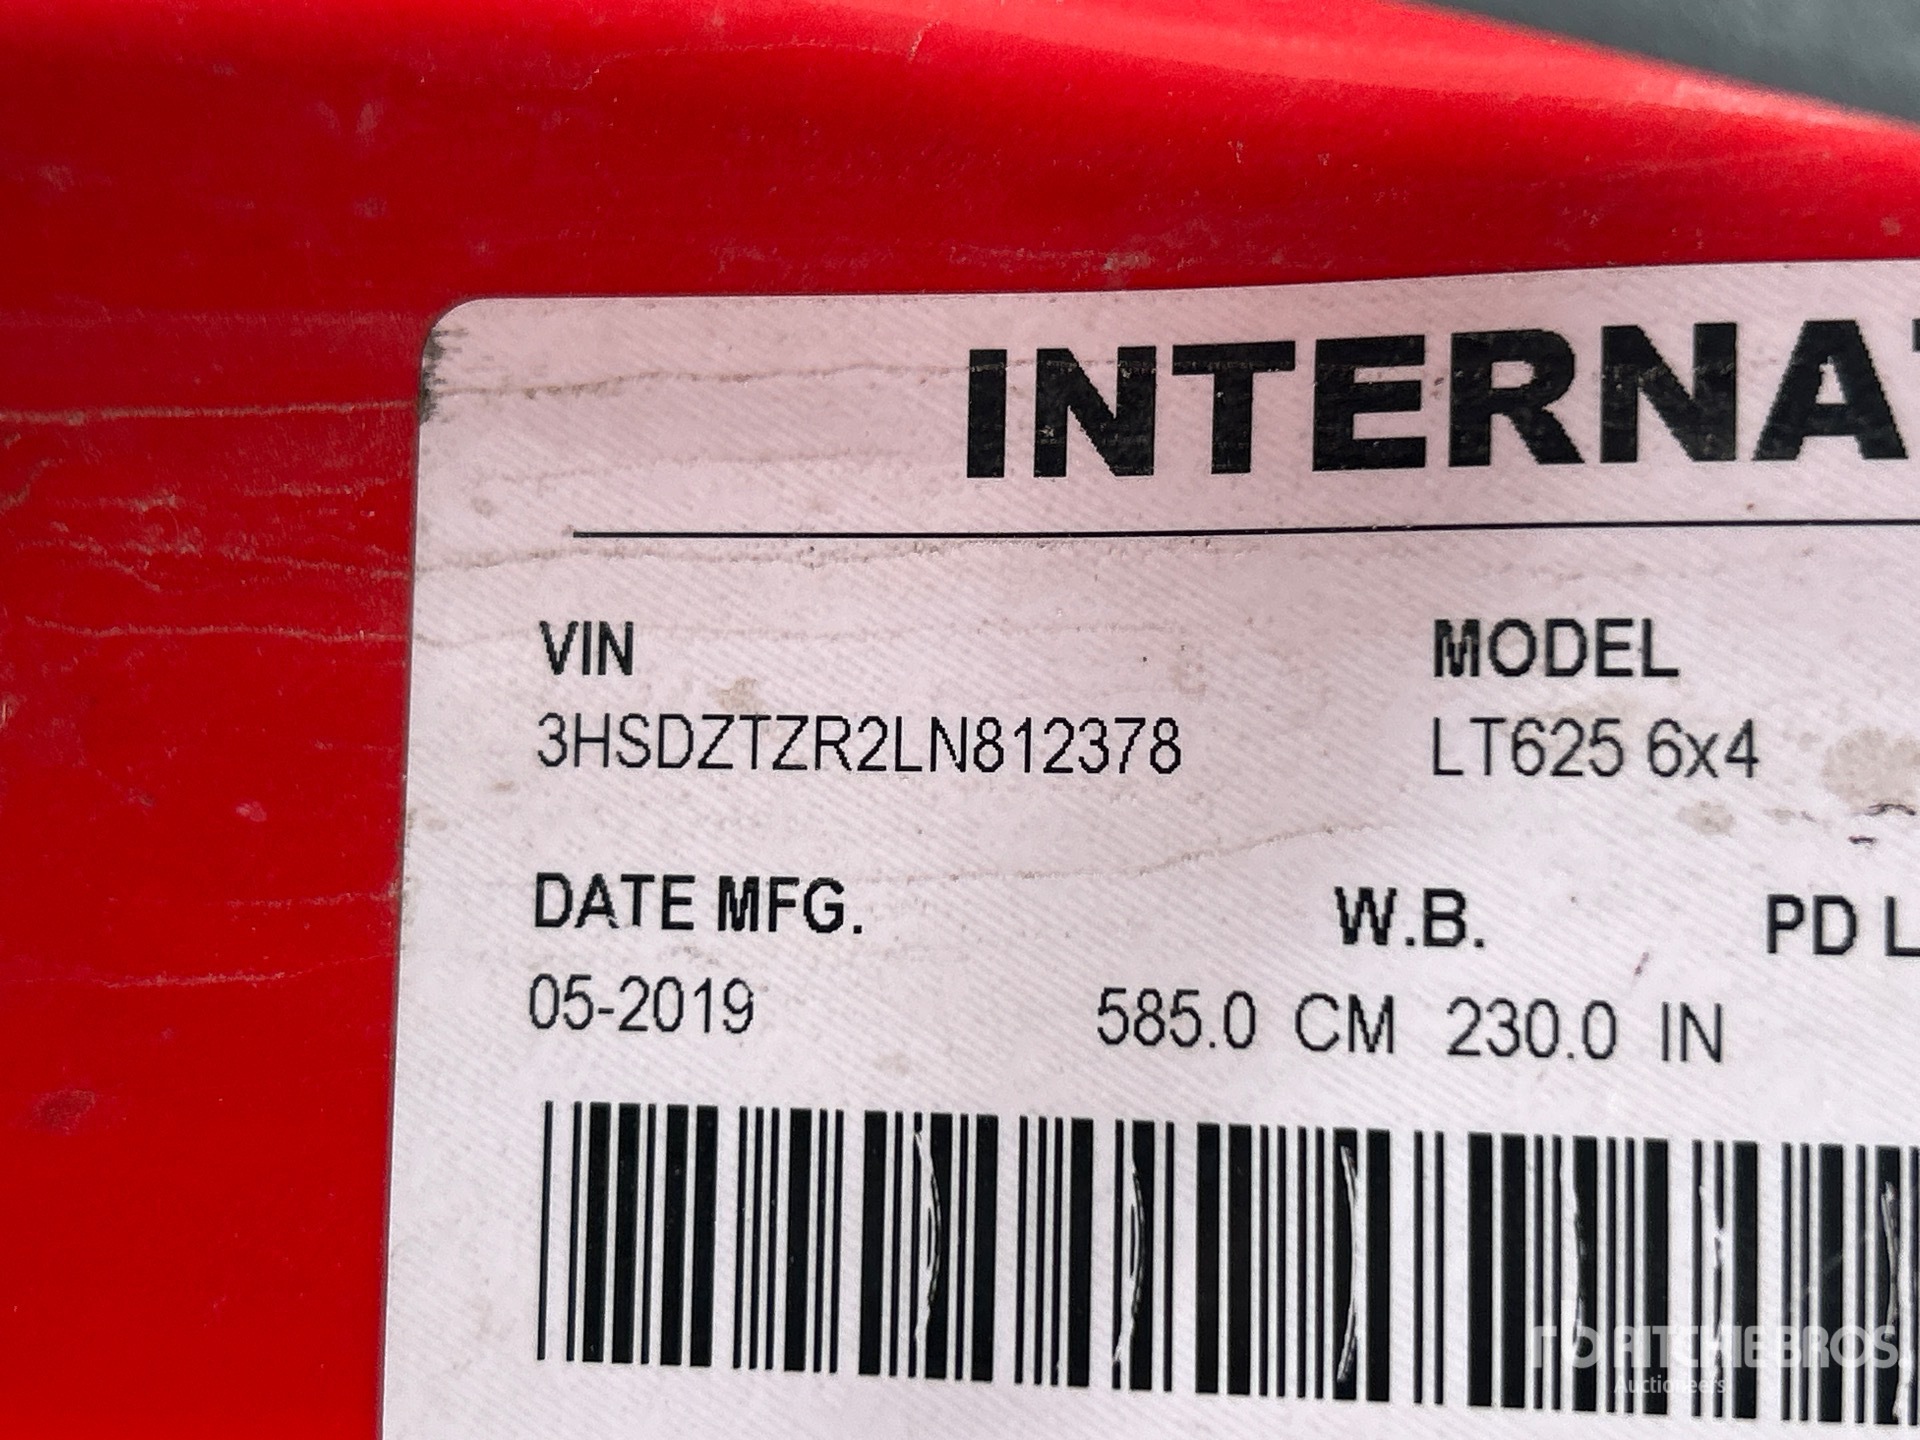 INTERNAT
VIN MODEL
3HSDZTZR2LN812378 LT625 6x4
DATE MFG. W.B. PD L
05-2019 585.0 CM 230.0 IN
RITCHIE BROS
Auctioneers